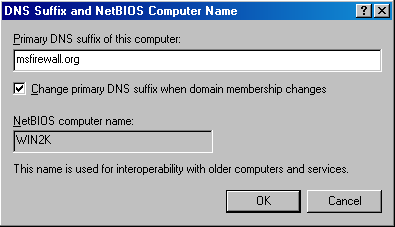 DNS Suffix and NetBIOS Computer Name
Primary DNS suffix of this computer:
msfirewall.org
Change primary DNS suffix when domain membership changes
NetBIOS computer name:
WIN2K
This name is used for interoperability with older computers and services.
OK Cancel